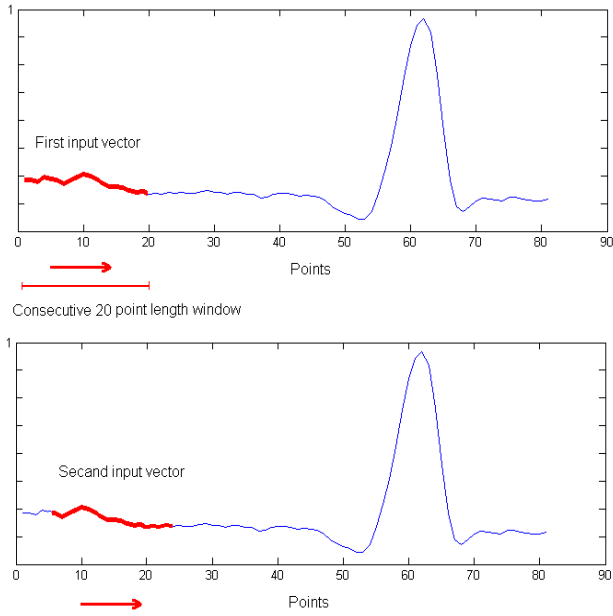 1
First input vector
0 10 20 30 40 50 60 70 80 90
Points
Consecutive 20 point length window
1
Second input vector
0 10 20 30 40 50 60 70 80 90
Points